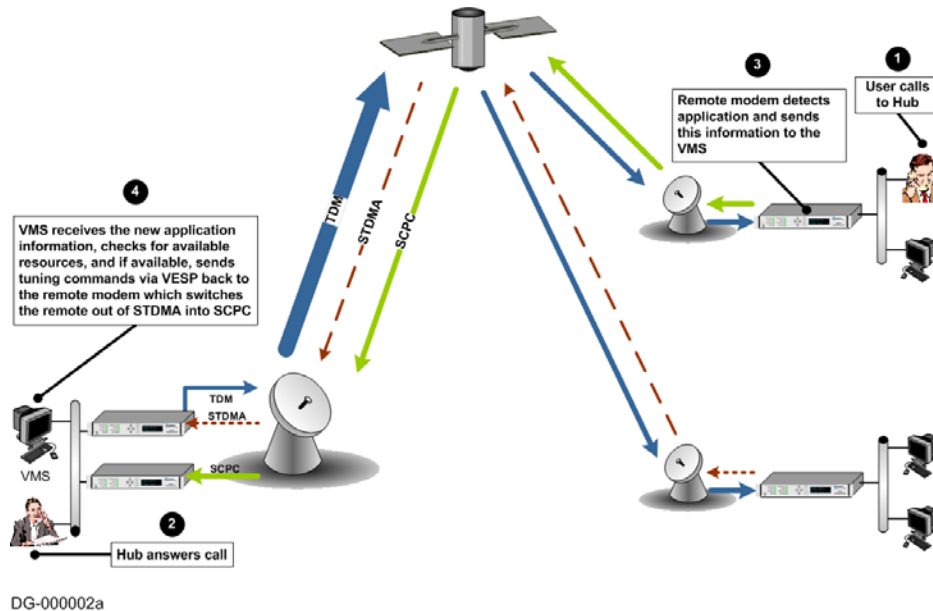 1
User calls
to Hub
3
Remote modem detects
application and sends
this information to the
VMS
4
VMS receives the new application
information, checks for available
resources, and if available, sends
tuning commands via VESP back to
the remote modem which switches
the remote out of STDMA into SCPC
TDM
STDMA
SCPC
TDM
STDMA
SCPC
VMS
2
Hub answers call
DG-000002a